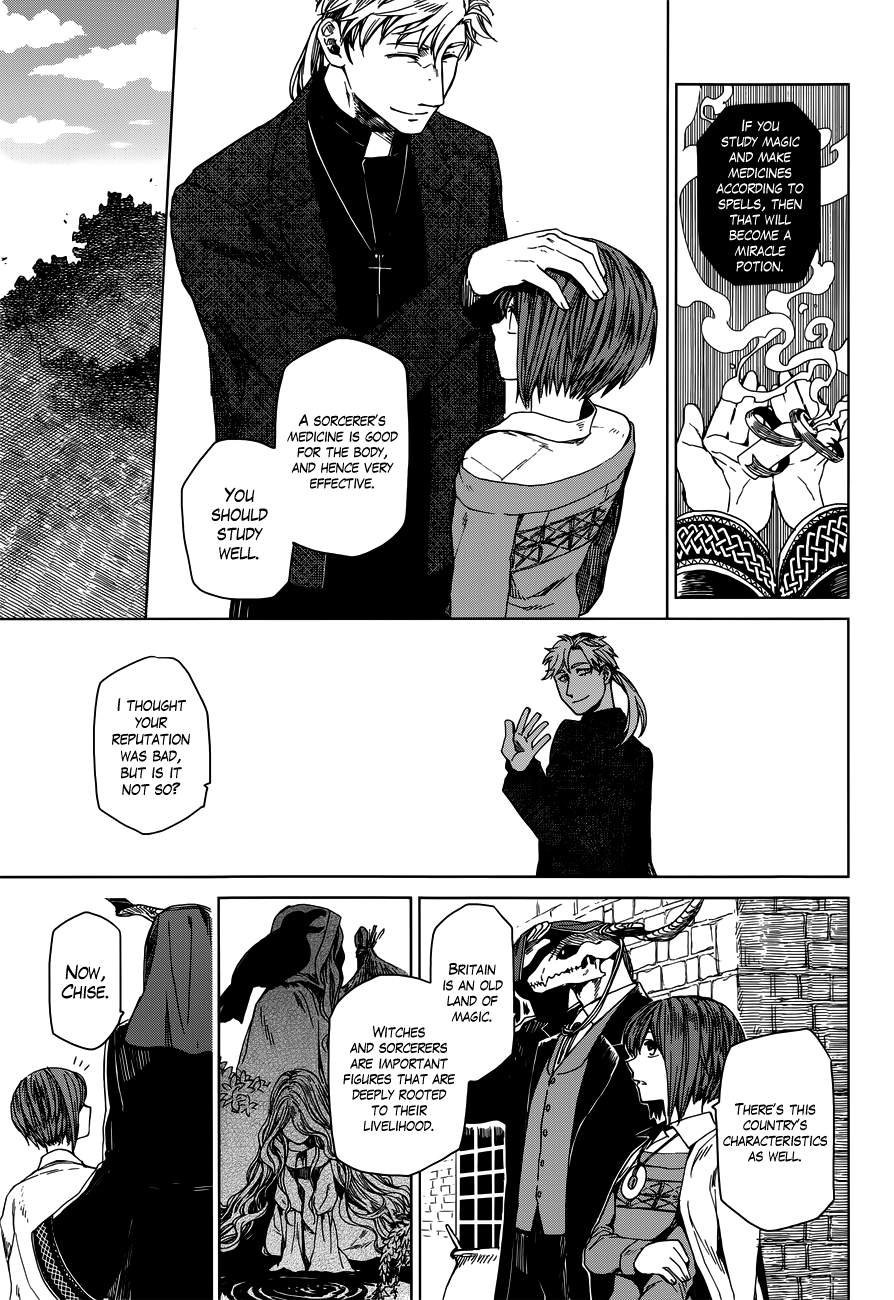 IF YOU
STUDY MAGIC
AND MAKE
MEDICINES
ACCORDING TO
SPELLS, THEN
THAT WILL
BECOME A
MIRACLE
POTION.
A SORCERER'S
MEDICINE IS GOOD
FOR THE BODY,
AND HENCE VERY
EFFECTIVE.
YOU
SHOULD
STUDY
WELL.
I THOUGHT
YOUR
REPUTATION
WAS BAD,
BUT IS IT
NOT SO?
THERE'S THIS
COUNTRY'S
CHARACTERISTICS
AS WELL.
BRITAIN
IS AN OLD
LAND OF
MAGIC.
WITCHES
AND SORCERERS
ARE IMPORTANT
FIGURES THAT ARE
DEEPLY ROOTED
TO THEIR
LIVELIHOOD.
NOW,
CHISE.